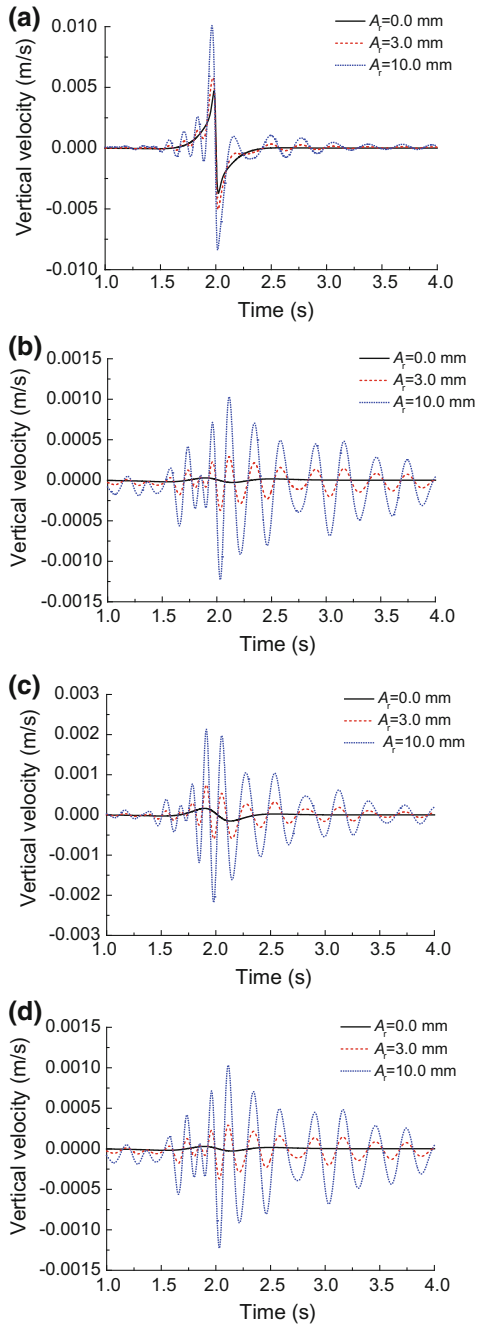 (a)
0.010
0.005
0.000
-0.005
-0.010
Vertical velocity (m/s)
Ar=0.0 mm
Ar=3.0 mm
Ar=10.0 mm
1.0 1.5 2.0 2.5 3.0 3.5 4.0
Time (s)
(b)
0.0015
0.0010
0.0005
0.0000
-0.0005
-0.0010
-0.0015
Vertical velocity (m/s)
Ar=0.0 mm
Ar=3.0 mm
Ar=10.0 mm
1.0 1.5 2.0 2.5 3.0 3.5 4.0
Time (s)
(c)
0.003
0.002
0.001
0.000
-0.001
-0.002
-0.003
Vertical velocity (m/s)
Ar=0.0 mm
Ar=3.0 mm
Ar=10.0 mm
1.0 1.5 2.0 2.5 3.0 3.5 4.0
Time (s)
(d)
0.0015
0.0010
0.0005
0.0000
-0.0005
-0.0010
-0.0015
Vertical velocity (m/s)
Ar=0.0 mm
Ar=3.0 mm
Ar=10.0 mm
1.0 1.5 2.0 2.5 3.0 3.5 4.0
Time (s)